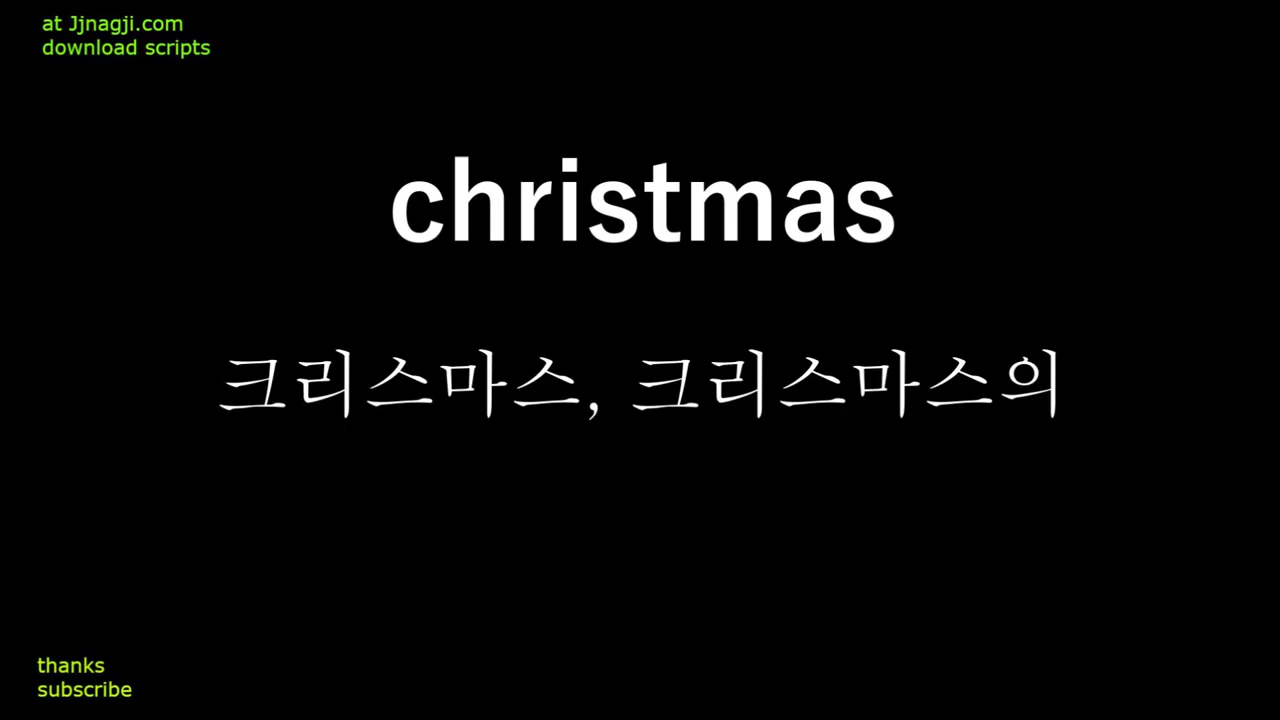 at Jjnagji.com
download scripts
christmas
크리스마스, 크리스마스의
thanks
subscribe